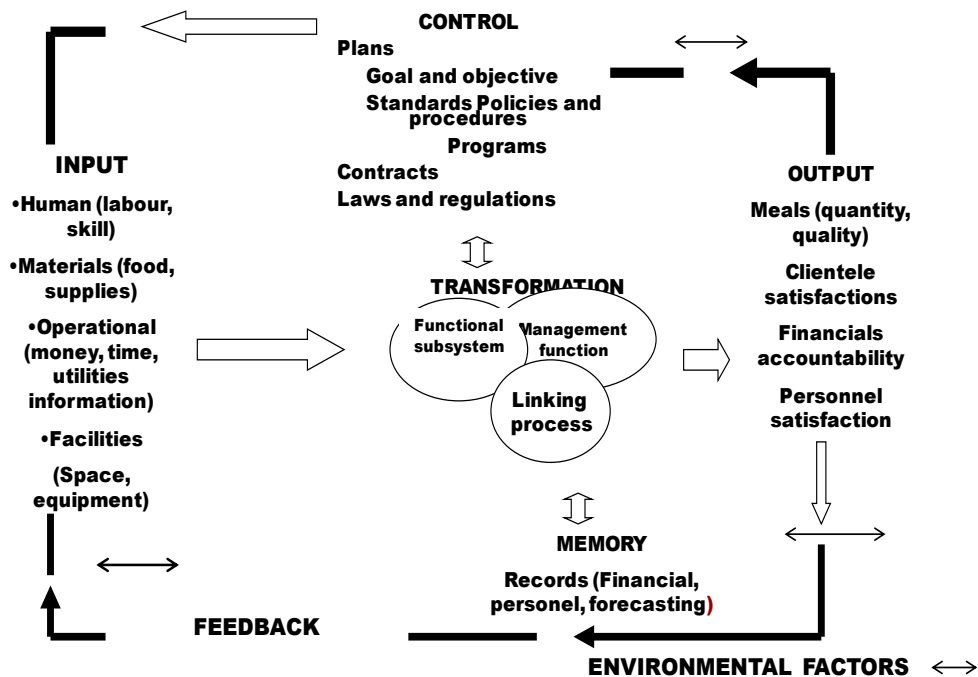 CONTROL
Plans
Goal and objective
Standards Policies and
procedures
Programs
Contracts
Laws and regulations
INPUT
•Human (labour,
skill)
•Materials (food,
supplies)
•Operational
(money, time,
utilities
information)
•Facilities
(Space,
equipment)
TRANSFORMATION
Functional
subsystem
Management
function
Linking
process
OUTPUT
Meals (quantity,
quality)
Clientele
satisfactions
Financials
accountability
Personnel
satisfaction
MEMORY
Records (Financial,
personel, forecasting)
FEEDBACK
ENVIRONMENTAL FACTORS